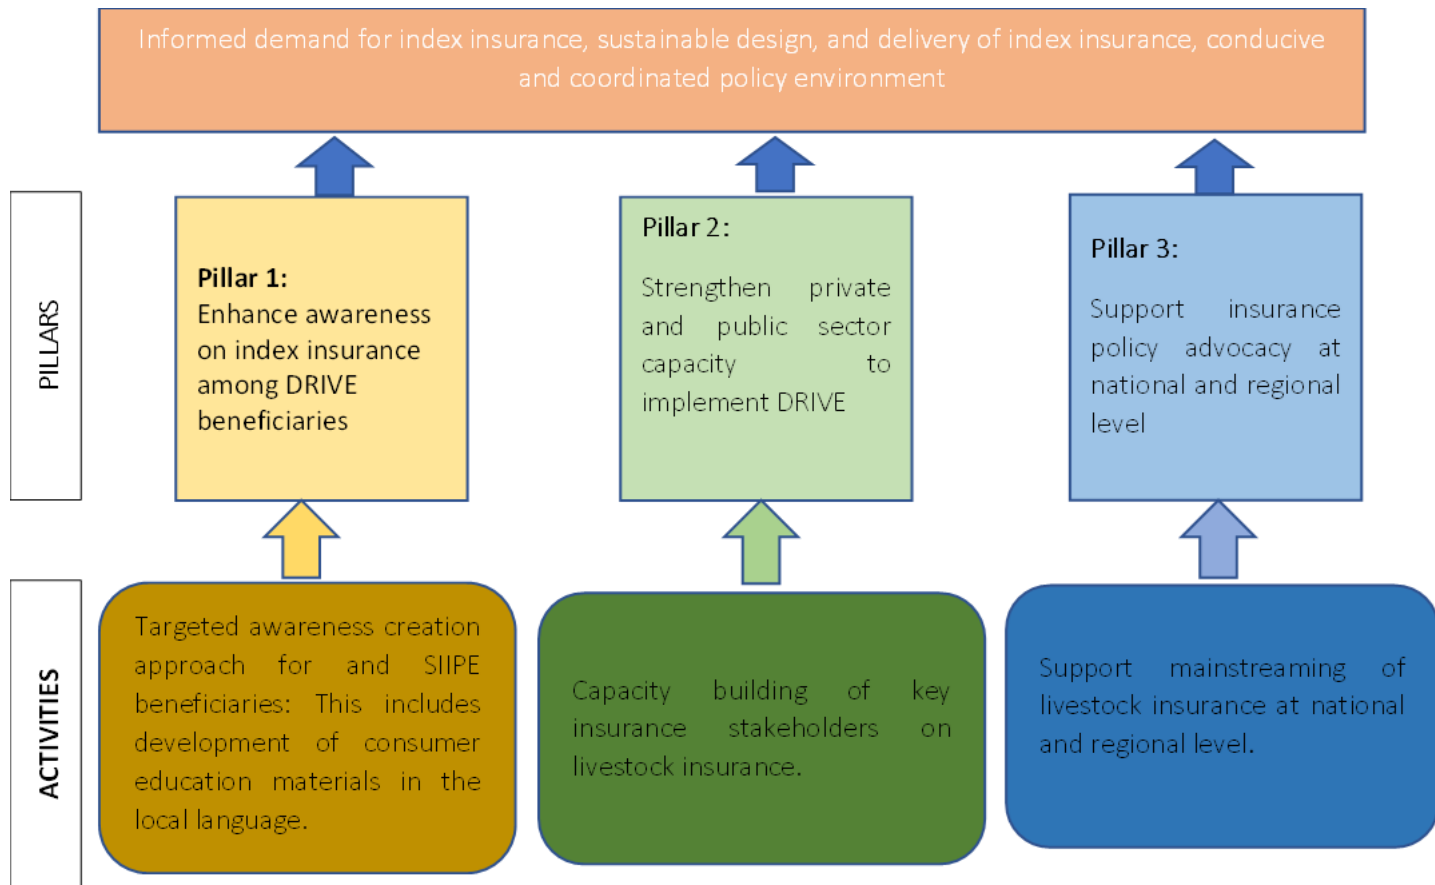 Informed demand for index insurance, sustainable design, and delivery of index insurance, conducive
and coordinated policy environment
PILLARS
Pillar 1:
Enhance awareness
on index insurance
among DRIVE
beneficiaries
Pillar 2:
Strengthen private
and public sector
capacity to
implement DRIVE
Pillar 3:
Support insurance
policy advocacy at
national and regional
level
ACTIVITIES
Targeted awareness creation
approach for and SIIPE
beneficiaries: This includes
development of consumer
education materials in the
local language.
Capacity building of key
insurance stakeholders on
livestock insurance.
Support mainstreaming of
livestock insurance at national
and regional level.